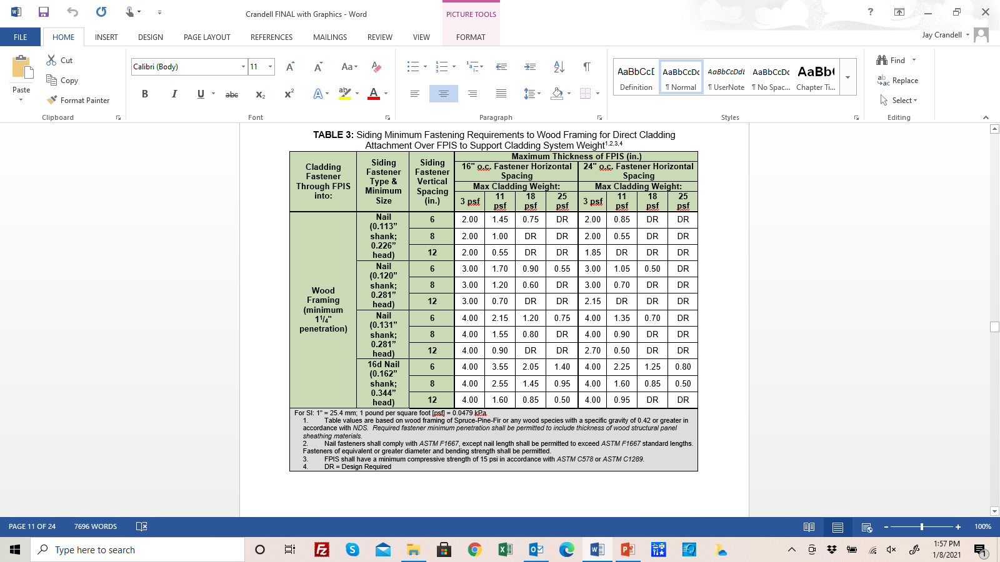 Crandell FINAL with Graphics - Word
PICTURE TOOLS
?
FILE HOME INSERT DESIGN PAGE LAYOUT REFERENCES MAILINGS REVIEW VIEW FORMAT
Jay Crandell
Paste
Cut
Copy
Format Painter
Clipboard
Calibri (Body) 11
Font
Paragraph
AaBbCcI AaBbCcDc AaBbCcDdI AaBbCcDc AaBb(
Definition ¶ Normal ¶ UserNote ¶ No Spac... Chapter Ti...
Styles
Find
Replace
Select
Editing
TABLE 3: Siding Minimum Fastening Requirements to Wood Framing for Direct Cladding
Attachment Over FPIS to Support Cladding System Weight1,2,3,4
Cladding
Fastener
Through FPIS
into:
Siding
Fastener
Type &
Minimum
Size
Siding
Fastener
Vertical
Spacing
(in.)
Maximum Thickness of FPIS (in.)
16" o.c. Fastener Horizontal
Spacing
24" o.c. Fastener Horizontal
Spacing
Max Cladding Weight: Max Cladding Weight:
3 psf 11 psf 18 psf 25 psf 3 psf 11 psf 18 psf 25 psf
Wood
Framing
(minimum
1 1/4"
penetration)
Nail
(0.113”
shank;
0.226”
head)
6 2.00 1.45 0.75 DR 2.00 0.85 DR DR
8 2.00 1.00 DR DR 2.00 0.55 DR DR
12 2.00 0.55 DR DR 1.85 DR DR DR
Nail
(0.120”
shank;
0.281”
head)
6 3.00 1.70 0.90 0.55 3.00 1.05 0.50 DR
8 3.00 1.20 0.60 DR 3.00 0.70 DR DR
12 3.00 0.70 DR DR 2.15 DR DR DR
Nail
(0.131”
shank;
0.281”
head)
6 4.00 2.15 1.20 0.75 4.00 1.35 0.70 DR
8 4.00 1.55 0.80 DR 4.00 0.90 DR DR
12 4.00 0.90 DR DR 2.70 0.50 DR DR
16d Nail
(0.162”
shank;
0.344”
head)
6 4.00 3.55 2.05 1.40 4.00 2.25 1.25 0.80
8 4.00 2.55 1.45 0.95 4.00 1.60 0.85 0.50
12 4.00 1.60 0.85 0.50 4.00 0.95 DR DR
For SI: 1" = 25.4 mm; 1 pound per square foot [psf] = 0.0479 kPa
1. Table values are based on wood framing of Spruce-Pine-Fir or any wood species with a specific gravity of 0.42 or greater in
accordance with NDS. Required fastener minimum penetration shall be permitted to include thickness of wood structural panel
sheathing materials.
2. Nail fasteners shall comply with ASTM F1667, except nail length shall be permitted to exceed ASTM F1667 standard lengths.
Fasteners of equivalent or greater diameter and bending strength shall be permitted.
3. FPIS shall have a minimum compressive strength of 15 psi in accordance with ASTM C578 or ASTM C1289.
4. DR = Design Required
PAGE 11 OF 24 7696 WORDS
100%
Type here to search
1:57 PM
1/8/2021
1